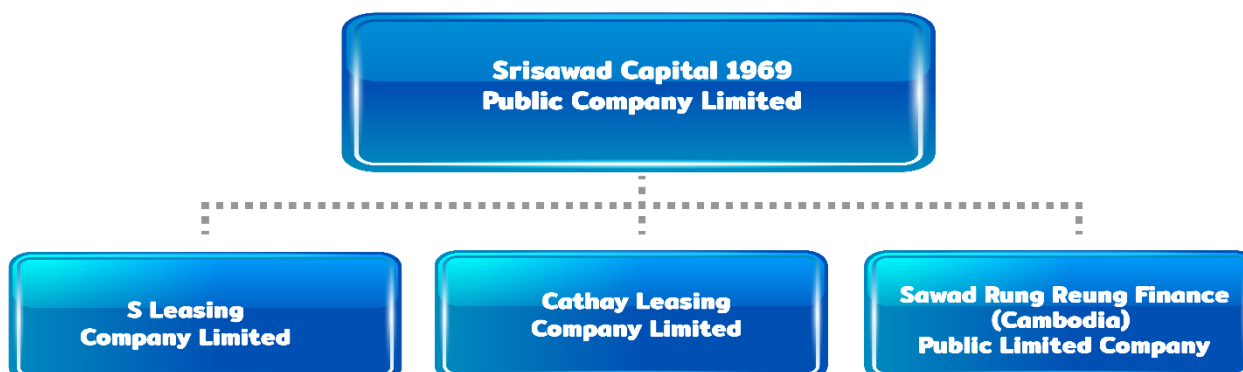 Srisawad Capital 1969
Public Company Limited
S Leasing
Company Limited
Cathay Leasing
Company Limited
Sawad Rung Reung Finance
(Cambodia)
Public Limited Company